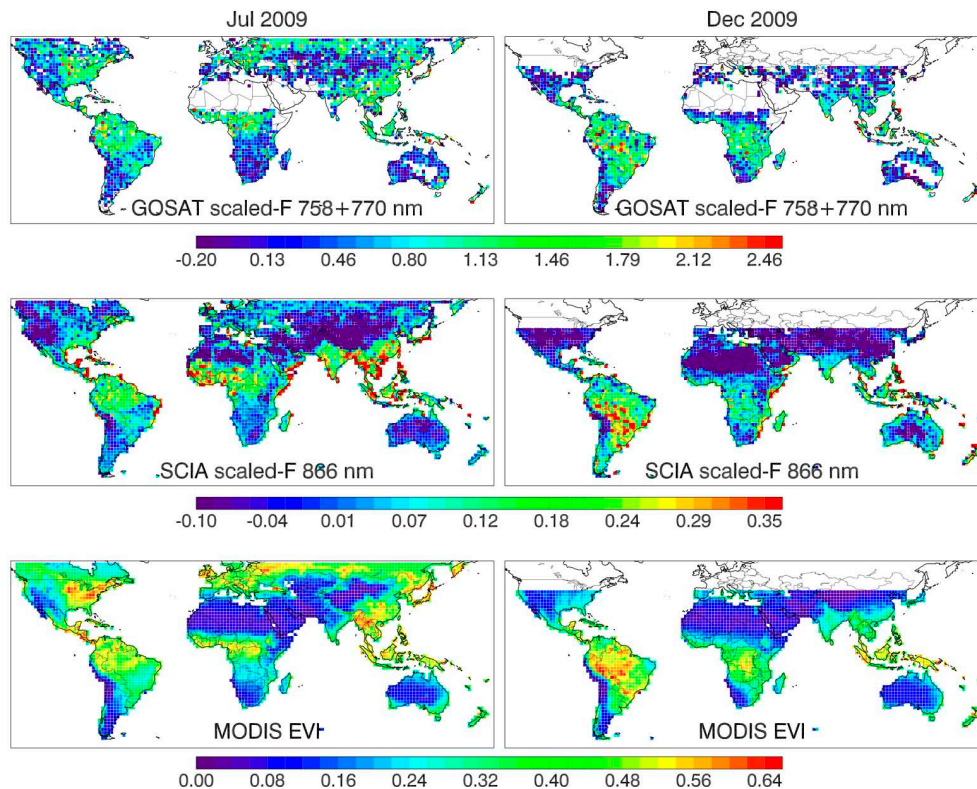 Jul 2009 Dec 2009
GOSAT scaled-F 758+770 nm GOSAT scaled-F 758+770 nm
-0.20 0.13 0.46 0.80 1.13 1.46 1.79 2.12 2.46
SCIA scaled-F 866 nm SCIA scaled-F 866 nm
-0.10 -0.04 0.01 0.07 0.12 0.18 0.24 0.29 0.35
MODIS EVI MODIS EVI
0.00 0.08 0.16 0.24 0.32 0.40 0.48 0.56 0.64